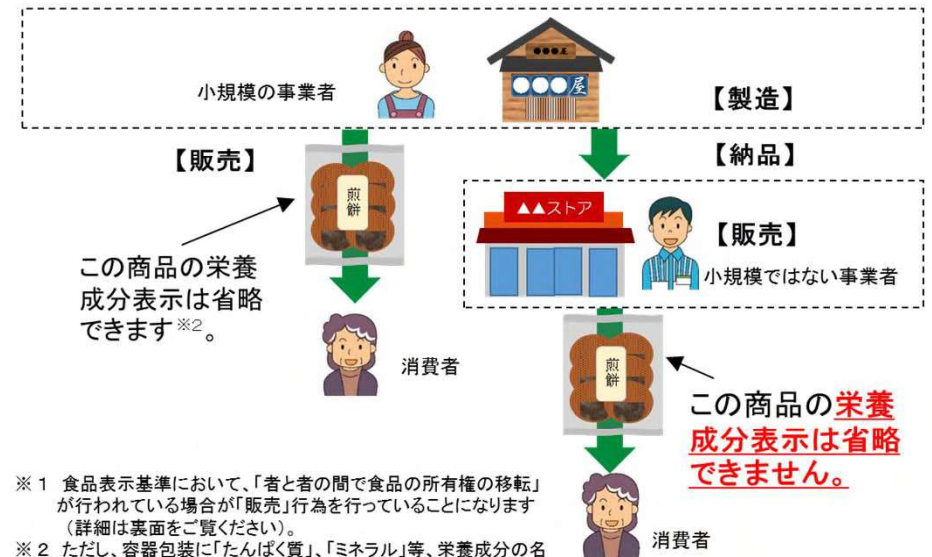 小規模の事業者
●●●屋
●●●屋
【製造】
【販売】
【納品】
煎餅
▲▲ストア
【販売】
小規模ではない事業者
この商品の栄養
成分表示は省略
できます※2。
消費者
煎餅
この商品の栄養
成分表示は省略
できません。
※1 食品表示基準において、「者と者の間で食品の所有権の移転」
が行われている場合が「販売」行為を行っていることになります
(詳細は裏面をご覧ください)。
※2 ただし、容器包装に「たんぱく質」、「ミネラル」等、栄養成分の名
消費者